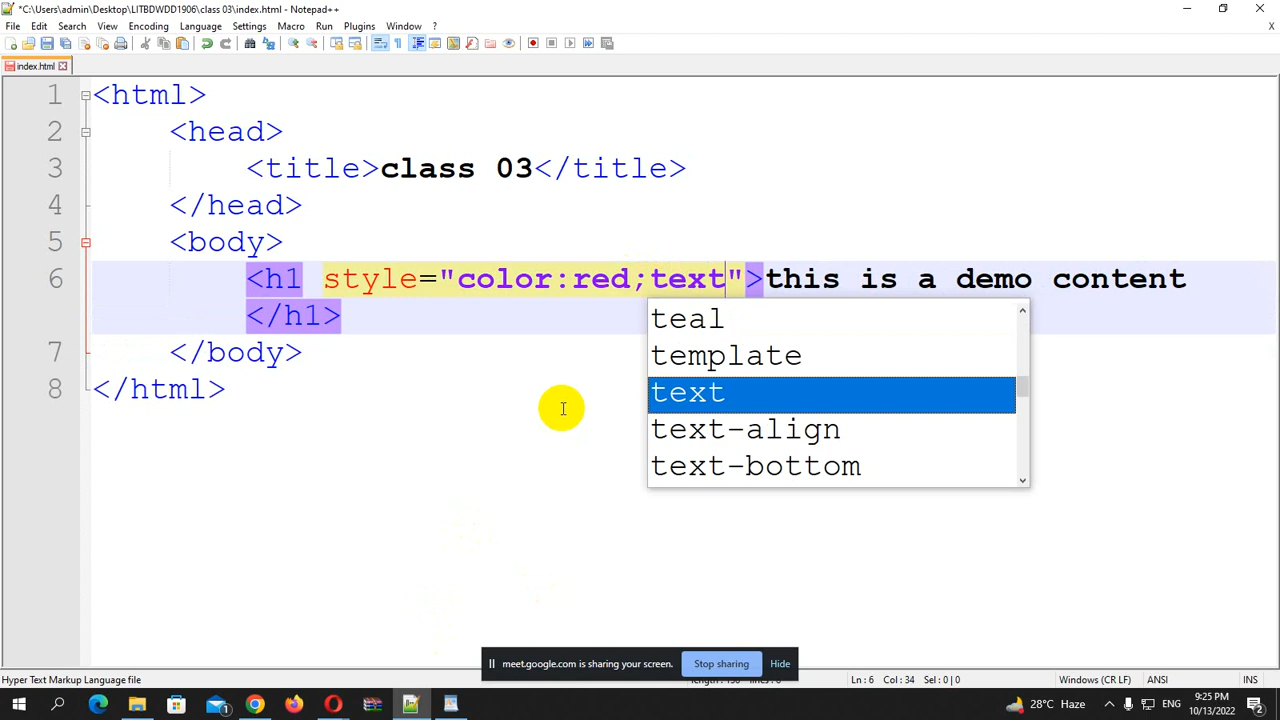 *C:\Users\admin\Desktop\LITBDWDD1906\class 03\index.html - Notepad++
File Edit Search View Encoding Language Settings Macro Run Plugins Window ?
X
index.html
1 <html>
2 <head>
3 <title>class 03</title>
4 </head>
5 <body>
6 <h1 style="color:red;text">this is a demo content
</h1>
teal
template
text
text-align
text-bottom
7 </body>
8 </html>
meet.google.com is sharing your screen. Stop sharing Hide
Hyper Text Markup Language file Ln : 6 Col : 34 Sel : 0 | 0 Windows (CR LF) ANSI INS
28°C Haze ENG 9:25 PM
10/13/2022